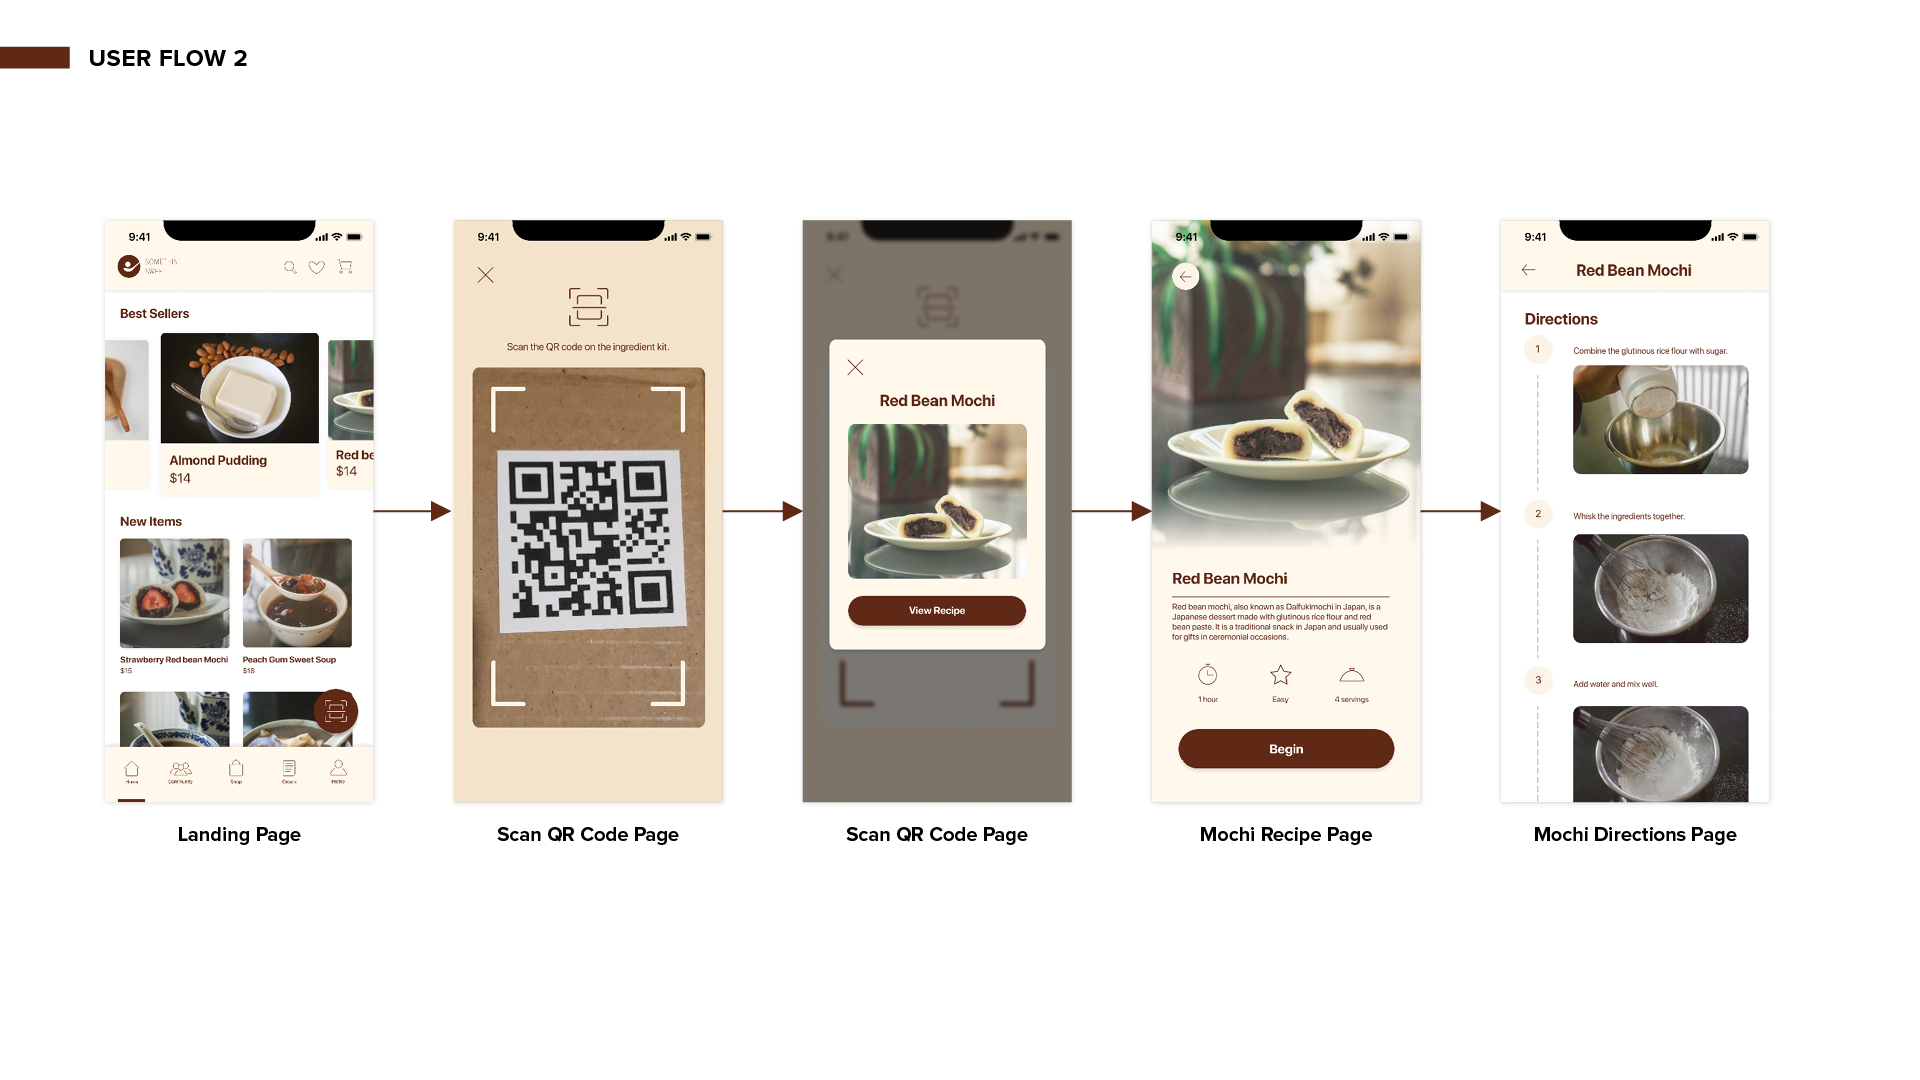 USER FLOW 2
9:41
SOMETHIN'
Best Sellers
Almond Pudding
$14
Red be
$14
New Items
Strawberry Red bean Mochi
$15
Peach Gum Sweet Soup
$18
Home
Community
Shop
Profile
Landing Page
9:41
Scan the QR code on the ingredient kit.
Scan QR Code Page
9:41
Red Bean Mochi
View Recipe
Scan QR Code Page
9:41
Red Bean Mochi
Red bean mochi, also known as Daifukimochi in Japan, is a
Japanese dessert made with glutinous rice flour and red
bean paste. It is a traditional snack in Japan and usually used
for gifts in ceremonial occasions.
1 hour
Easy
4 servings
Begin
Mochi Recipe Page
9:41
Red Bean Mochi
Directions
1
Combine the glutinous rice flour with sugar.
2
Whisk the ingredients together.
3
Add water and mix well.
Mochi Directions Page